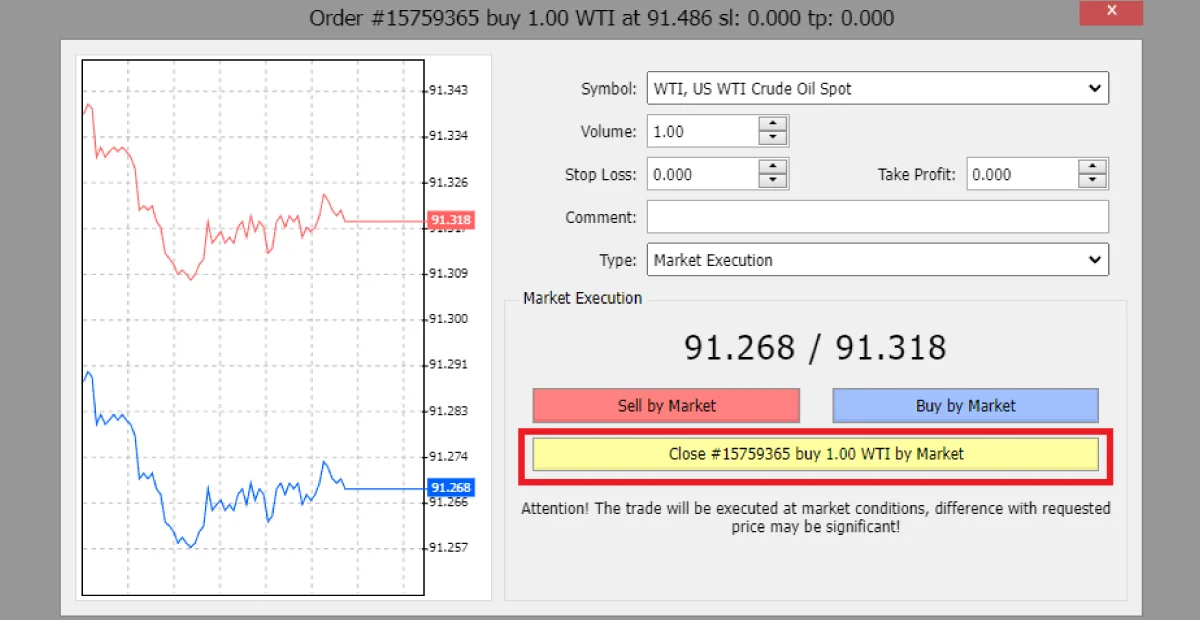 Order #15759365 buy 1.00 WTI at 91.486 sl: 0.000 tp: 0.000
x
91.343
91.334
91.326
91.318
91.309
91.300
91.291
91.283
91.274
91.268
91.266
91.257
Symbol: WTI, US WTI Crude Oil Spot
Volume: 1.00
Stop Loss: 0.000 Take Profit: 0.000
Comment:
Type: Market Execution
Market Execution
91.268 / 91.318
Sell by Market Buy by Market
Close #15759365 buy 1.00 WTI by Market
Attention! The trade will be executed at market conditions, difference with requested
price may be significant!